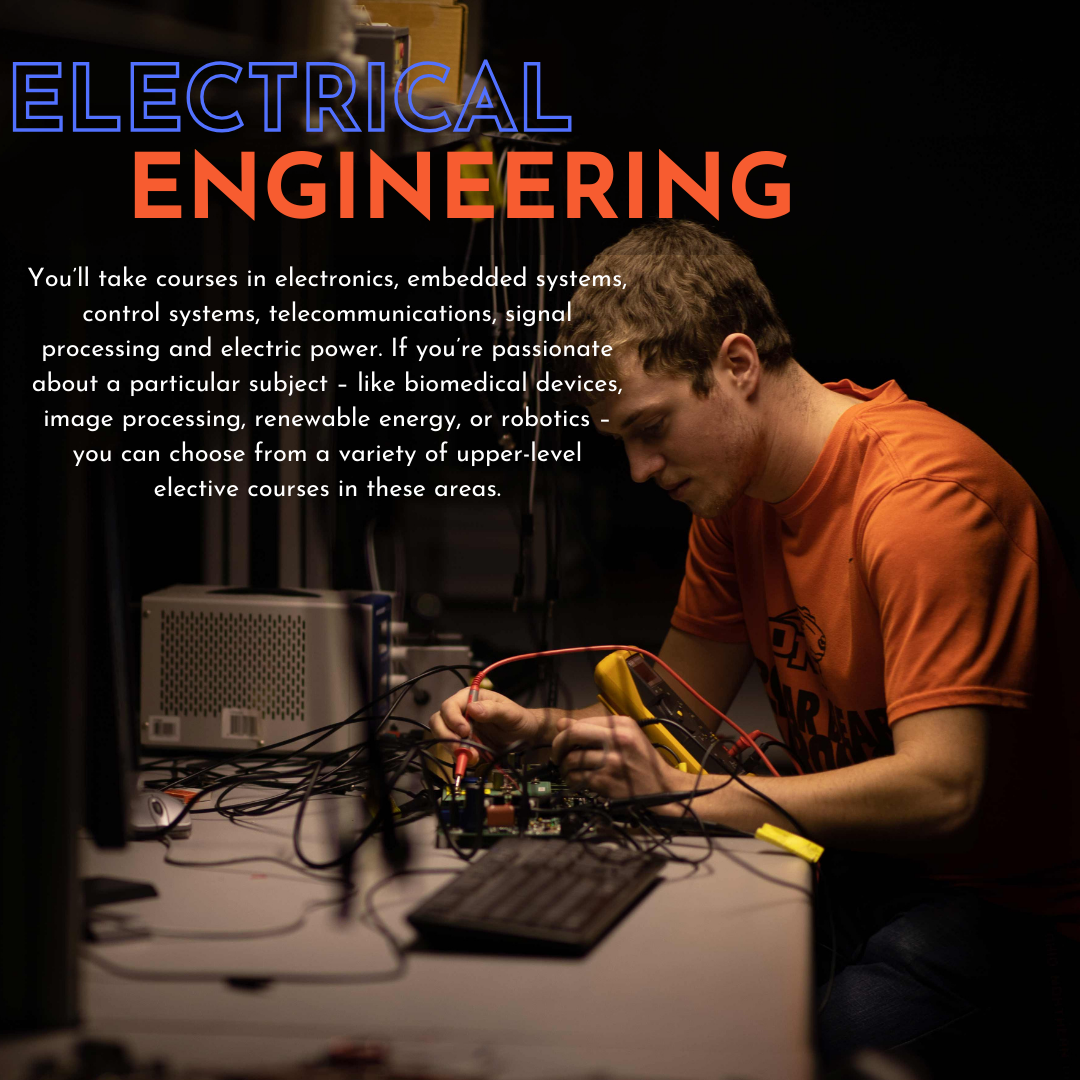 ELECTRICAL
ENGINEERING
You’ll take courses in electronics, embedded systems,
control systems, telecommunications, signal
processing and electric power. If you’re passionate
about a particular subject – like biomedical devices,
image processing, renewable energy, or robotics –
you can choose from a variety of upper-level
elective courses in these areas.